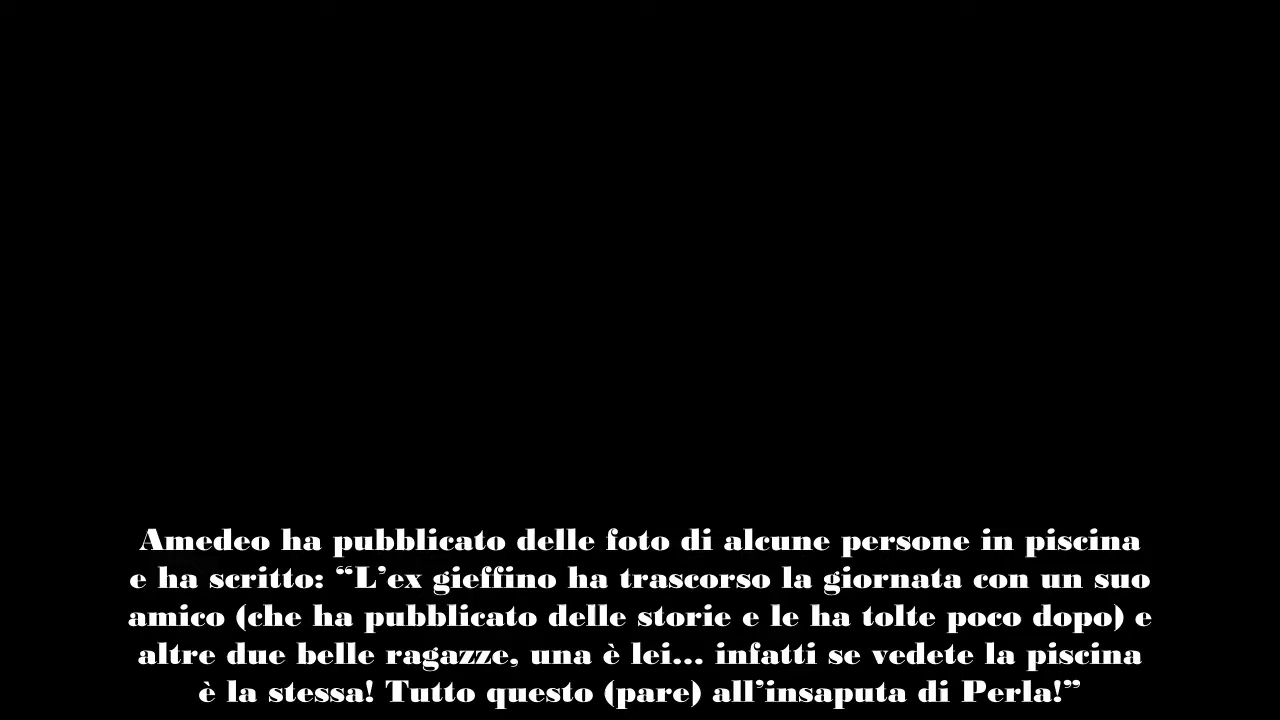 Amedeo ha pubblicato delle foto di alcune persone in piscina
e ha scritto: “L’ex gieffino ha trascorso la giornata con un suo
amico (che ha pubblicato delle storie e le ha tolte poco dopo) e
altre due belle ragazze, una è lei... infatti se vedete la piscina
è la stessa! Tutto questo (pare) all’insaputa di Perla!”